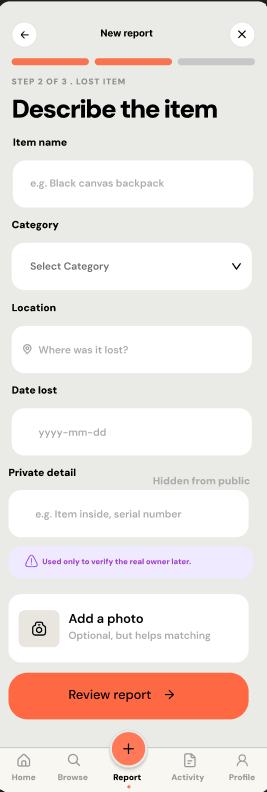 New report
STEP 2 OF 3 . LOST ITEM
Describe the item
Item name
e.g. Black canvas backpack
Category
Select Category
Location
Where was it lost?
Date lost
yyyy-mm-dd
Private detail
Hidden from public
e.g. Item inside, serial number
Used only to verify the real owner later.
Add a photo
Optional, but helps matching
Review report
Home Browse Report Activity Profile